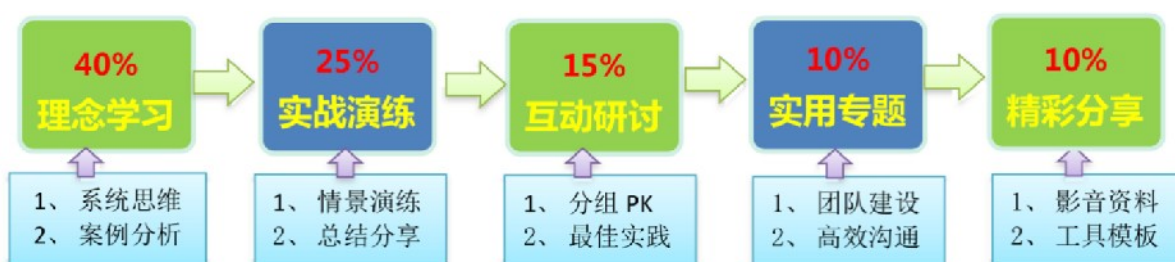 40%
理念学习
25%
实战演练
15%
互动研讨
10%
实用专题
10%
精彩分享
1、 系统思维
2、 案例分析
1、 情景演练
2、 总结分享
1、 分组 PK
2、 最佳实践
1、 团队建设
2、 高效沟通
1、 影音资料
2、 工具模板